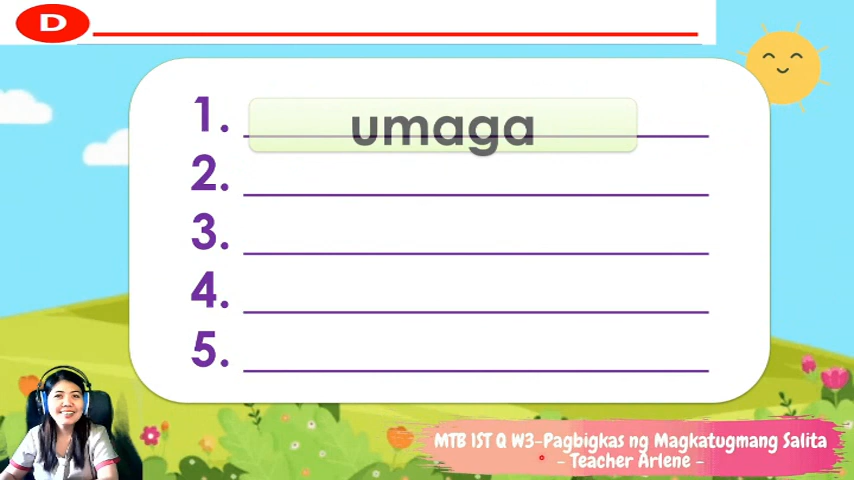 D
1. umaga
2.
3.
4.
5.
MTB 1ST Q W3-Pagbigkas ng Magkatugmang Salita
- Teacher Arlene -